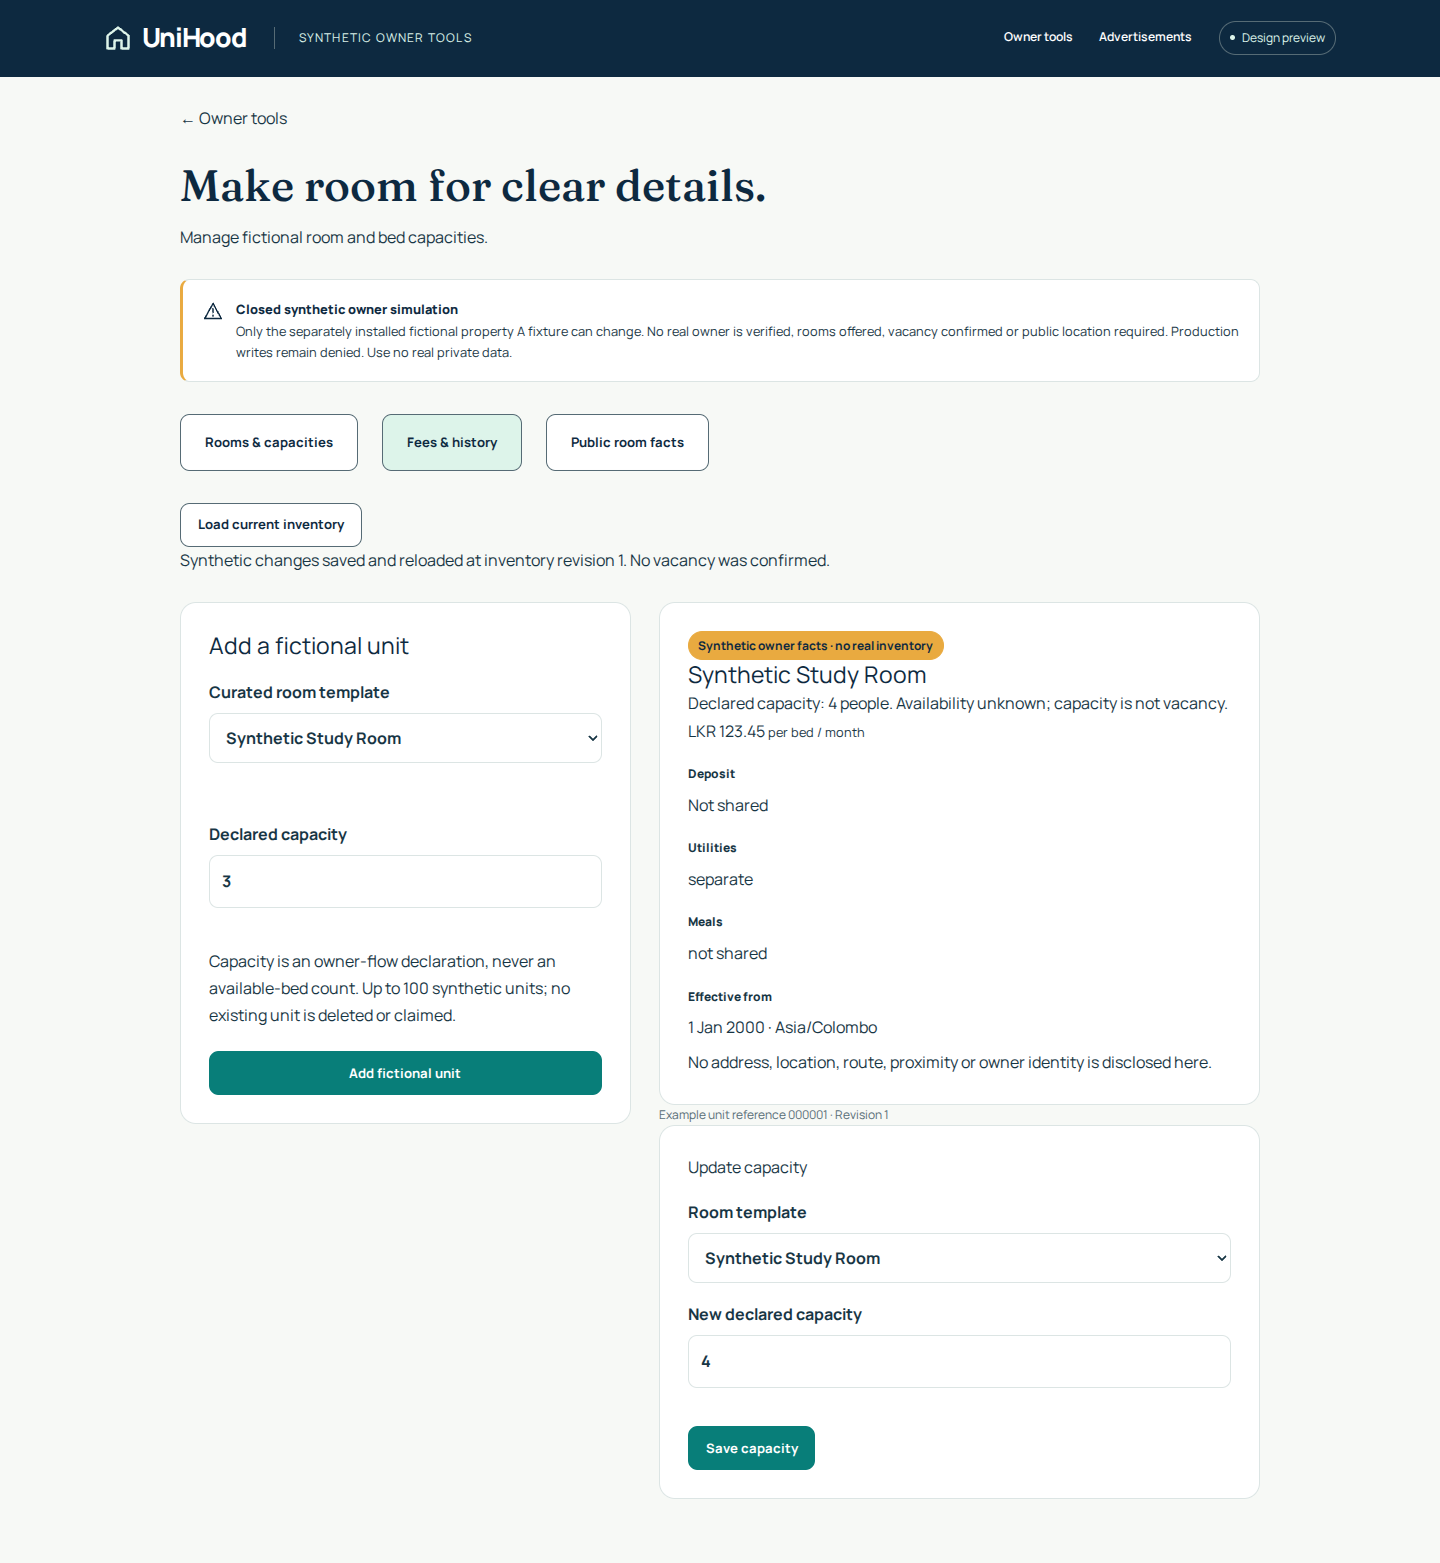 UniHood
SYNTHETIC OWNER TOOLS
Owner tools
Advertisements
Design preview
← Owner tools
Make room for clear details.
Manage fictional room and bed capacities.
Closed synthetic owner simulation
Only the separately installed fictional property A fixture can change. No real owner is verified, rooms offered, vacancy confirmed or public location required. Production
writes remain denied. Use no real private data.
Rooms & capacities
Fees & history
Public room facts
Load current inventory
Synthetic changes saved and reloaded at inventory revision 1. No vacancy was confirmed.
Add a fictional unit
Curated room template
Synthetic Study Room
Declared capacity
3
Capacity is an owner-flow declaration, never an
available-bed count. Up to 100 synthetic units; no
existing unit is deleted or claimed.
Add fictional unit
Synthetic owner facts · no real inventory
Synthetic Study Room
Declared capacity: 4 people. Availability unknown; capacity is not vacancy.
LKR 123.45 per bed / month
Deposit
Not shared
Utilities
separate
Meals
not shared
Effective from
1 Jan 2000 · Asia/Colombo
No address, location, route, proximity or owner identity is disclosed here.
Example unit reference 000001 · Revision 1
Update capacity
Room template
Synthetic Study Room
New declared capacity
4
Save capacity